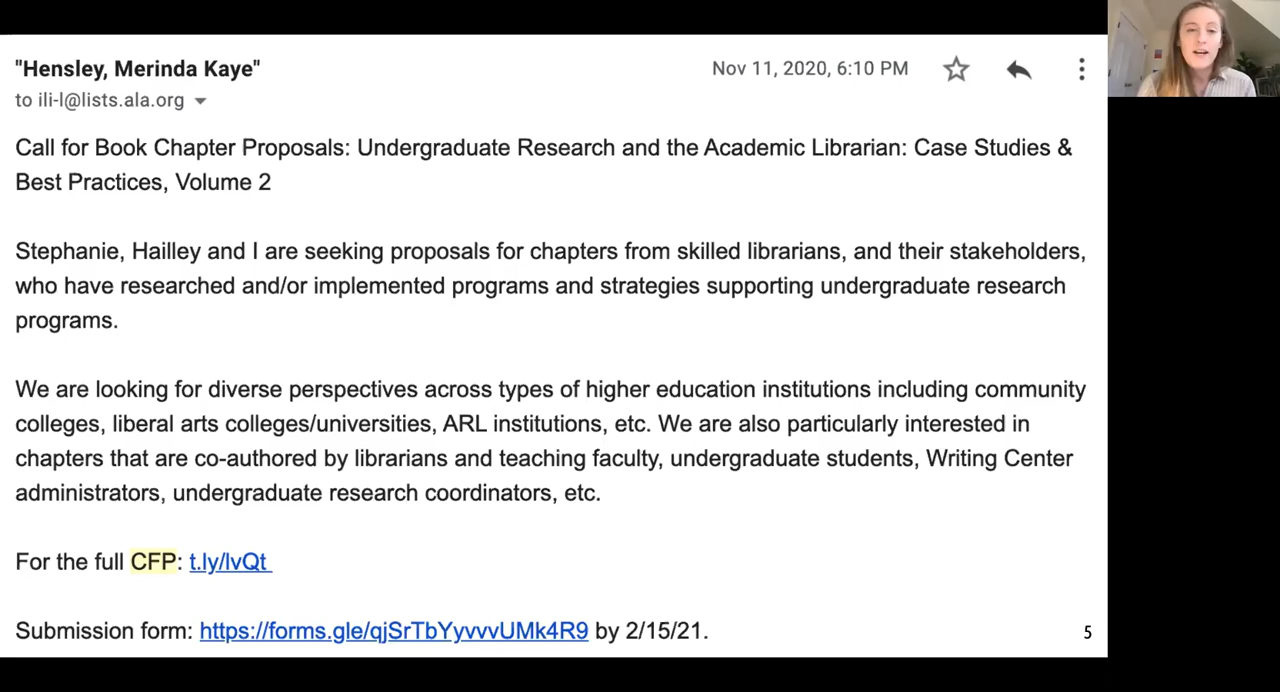 "Hensley, Merinda Kaye"
Nov 11, 2020, 6:10 PM
to ili-l@lists.ala.org
Call for Book Chapter Proposals: Undergraduate Research and the Academic Librarian: Case Studies &
Best Practices, Volume 2
Stephanie, Hailley and I are seeking proposals for chapters from skilled librarians, and their stakeholders,
who have researched and/or implemented programs and strategies supporting undergraduate research
programs.
We are looking for diverse perspectives across types of higher education institutions including community
colleges, liberal arts colleges/universities, ARL institutions, etc. We are also particularly interested in
chapters that are co-authored by librarians and teaching faculty, undergraduate students, Writing Center
administrators, undergraduate research coordinators, etc.
For the full CFP: t.ly/lvQt
Submission form: https://forms.gle/qjSrTbYyvvvUMk4R9 by 2/15/21.
5